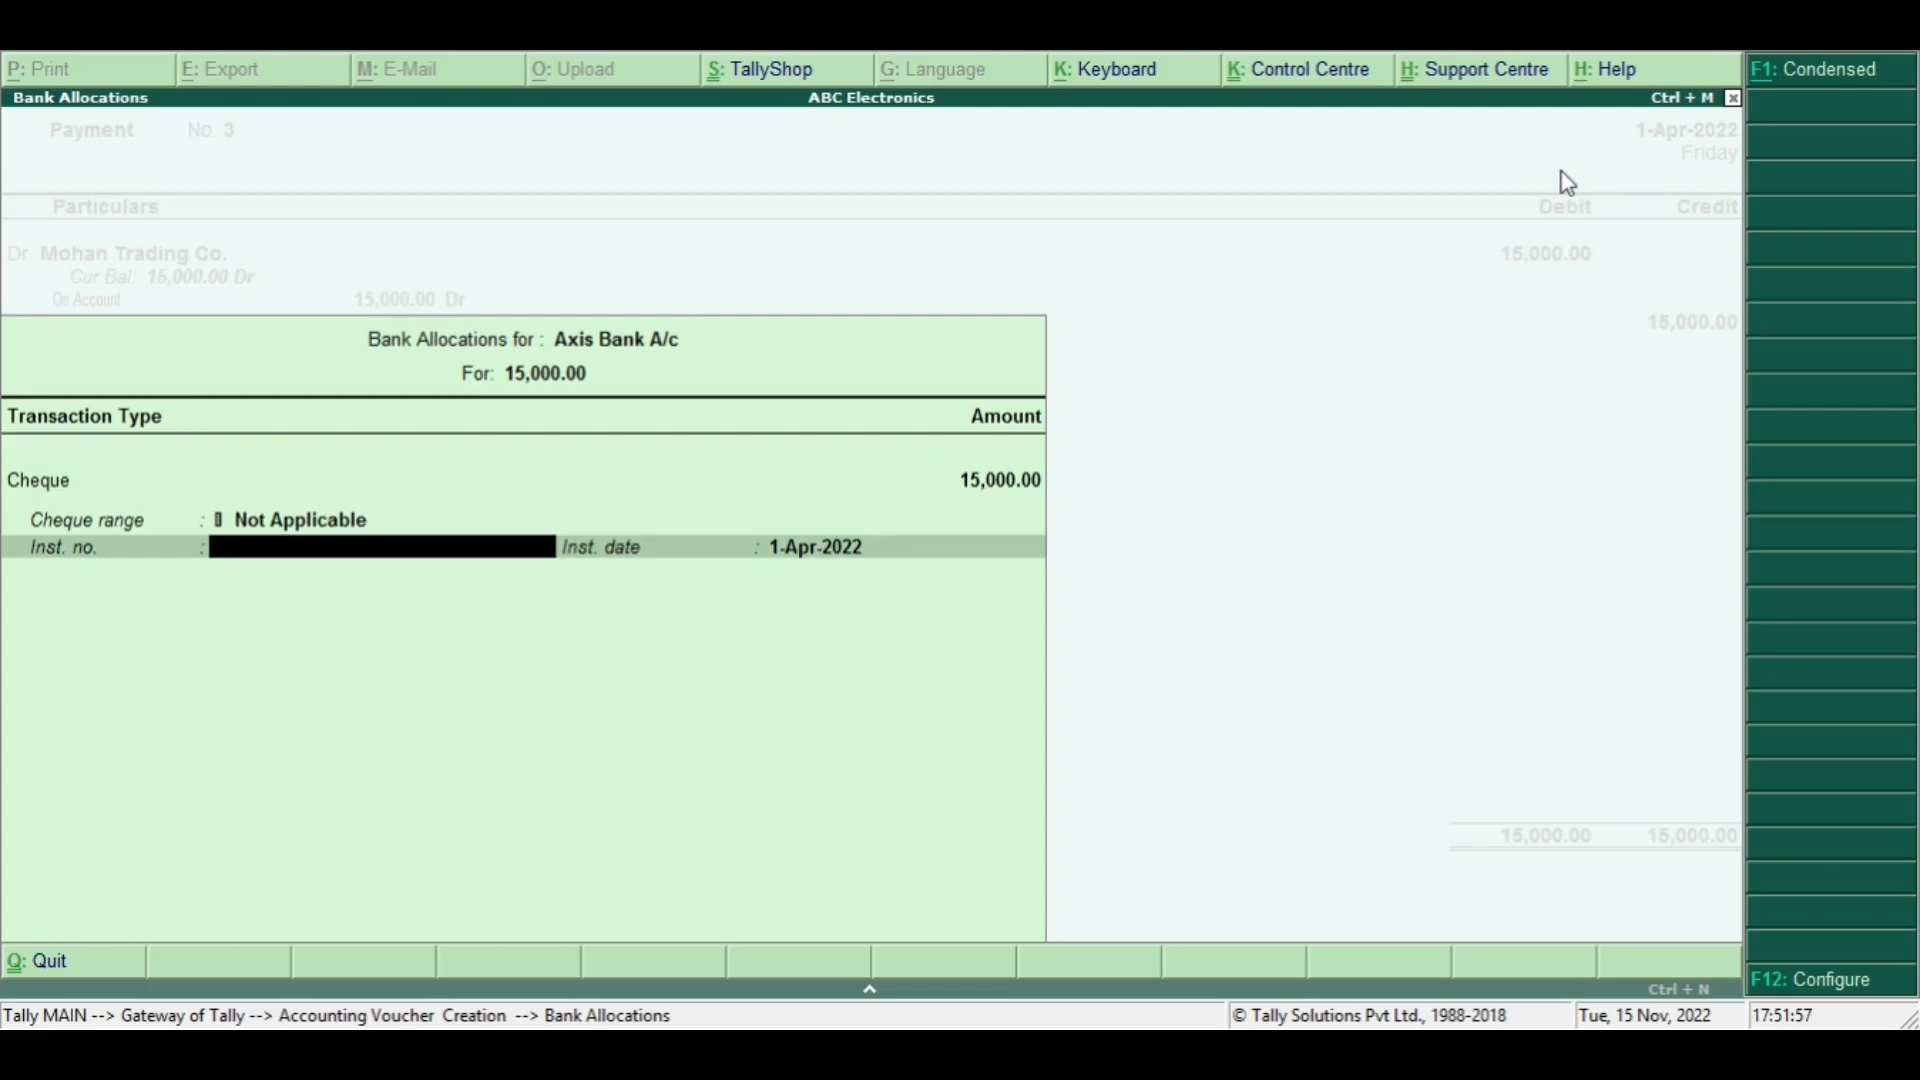 P: Print E: Export M: E-Mail O: Upload S: TallyShop G: Language K: Keyboard K: Control Centre H: Support Centre H: Help F1: Condensed
Bank Allocations ABC Electronics Ctrl + M
Payment No. 3 1-Apr-2022
Friday
Particulars Debit Credit
Dr Mohan Trading Co. 15,000.00
Cur Bal: 15,000.00 Dr
On Account 15,000.00 Dr
15,000.00
Bank Allocations for : Axis Bank A/c
For: 15,000.00
Transaction Type Amount
Cheque 15,000.00
Cheque range : Not Applicable
Inst. no. : Inst. date : 1-Apr-2022
15,000.00 15,000.00
Q: Quit
F12: Configure
Ctrl + N
Tally MAIN --> Gateway of Tally --> Accounting Voucher Creation --> Bank Allocations © Tally Solutions Pvt Ltd., 1988-2018 Tue, 15 Nov, 2022 17:51:57